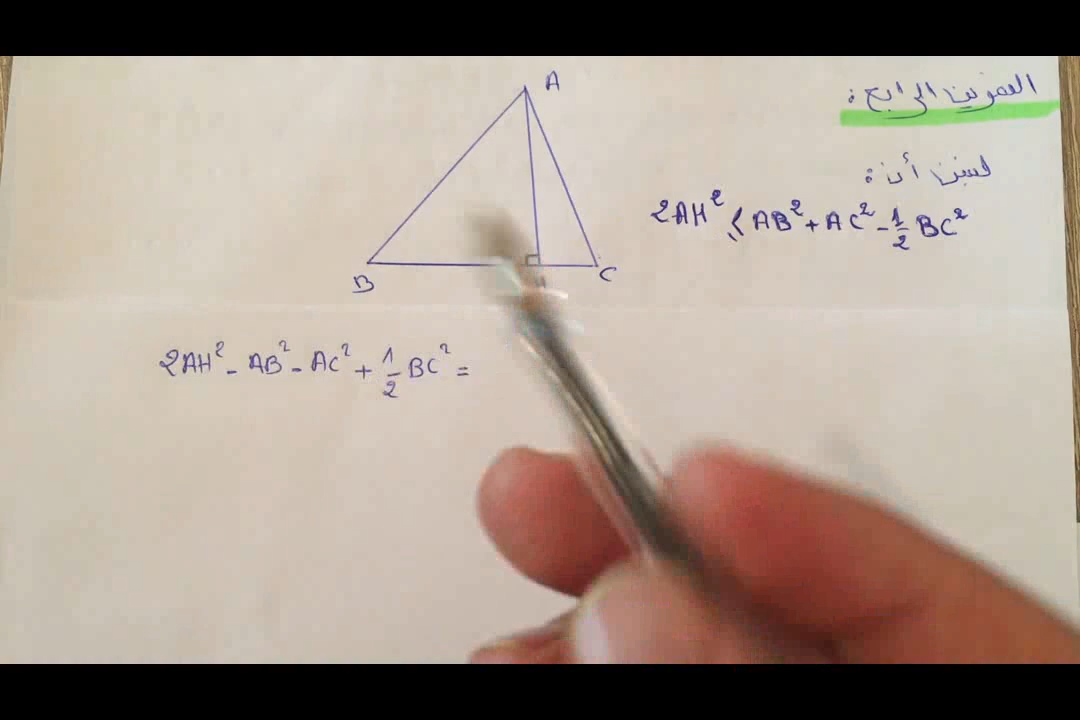 التمرين الرابع :
لنبين أن :
2AH² ≤ AB² + AC² - 1/2 BC²
A
B
H
C
2AH² - AB² - AC² + 1/2 BC² =